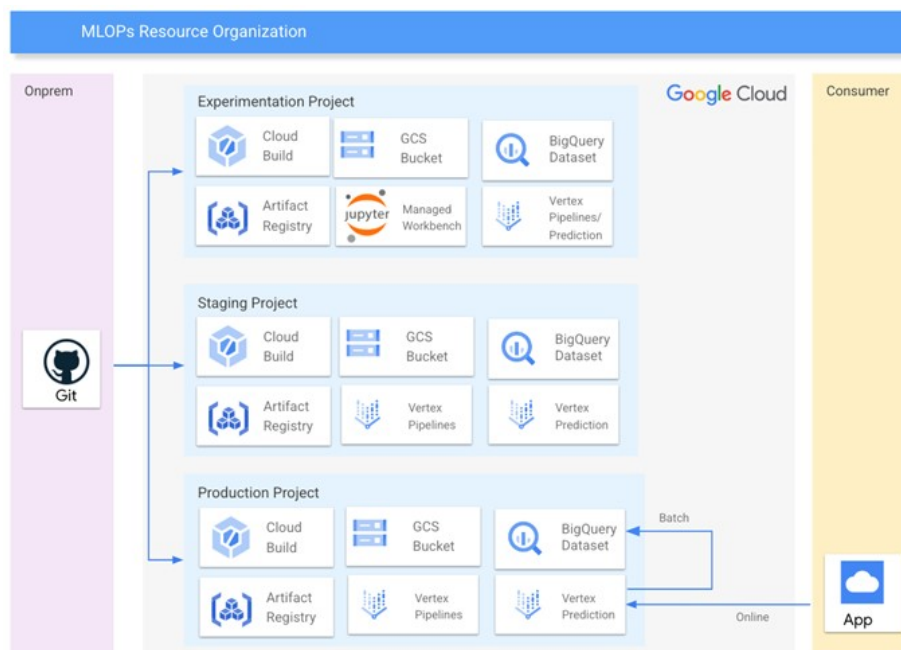 MLOPs Resource Organization
Onprem
Google Cloud
Consumer
Experimentation Project
Cloud
Build
GCS
Bucket
BigQuery
Dataset
Artifact
Registry
jupyter
Managed
Workbench
Vertex
Pipelines/
Prediction
Staging Project
Cloud
Build
GCS
Bucket
BigQuery
Dataset
Git
Artifact
Registry
Vertex
Pipelines
Vertex
Prediction
Production Project
Cloud
Build
GCS
Bucket
BigQuery
Dataset
Batch
Artifact
Registry
Vertex
Pipelines
Vertex
Prediction
Online
App